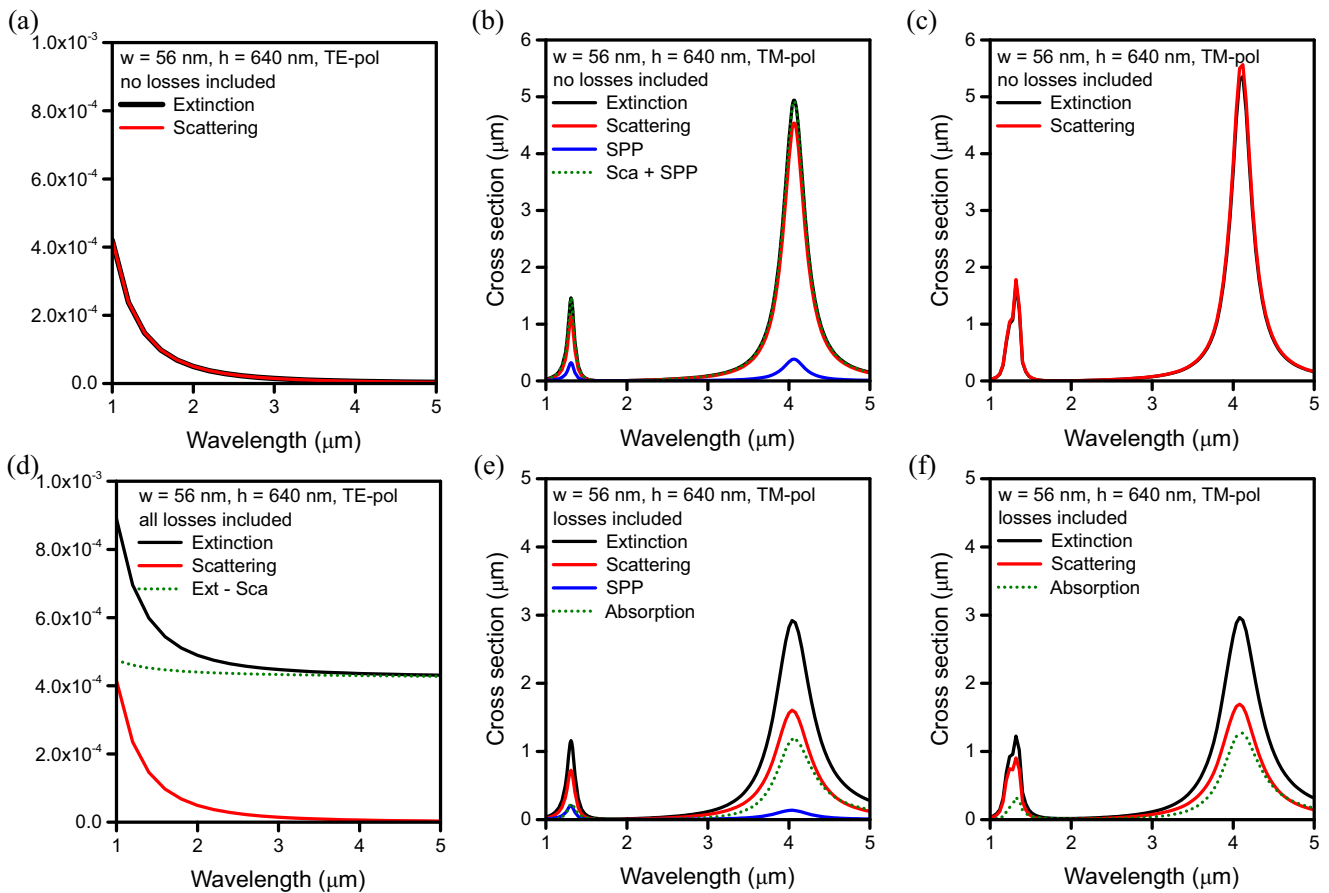 (a)
1.0x10-3
8.0x10-4
6.0x10-4
4.0x10-4
2.0x10-4
0.0
w = 56 nm, h = 640 nm, TE-pol
no losses included
Extinction
Scattering
1 2 3 4 5
Wavelength (μm)
(b)
Cross section (μm)
6
5
4
3
2
1
0
w = 56 nm, h = 640 nm, TM-pol
no losses included
Extinction
Scattering
SPP
Sca + SPP
1 2 3 4 5
Wavelength (μm)
(c)
Cross section (μm)
6
5
4
3
2
1
0
w = 56 nm, h = 640 nm, TM-pol
no losses included
Extinction
Scattering
1 2 3 4 5
Wavelength (μm)
(d)
1.0x10-3
8.0x10-4
6.0x10-4
4.0x10-4
2.0x10-4
0.0
w = 56 nm, h = 640 nm, TE-pol
all losses included
Extinction
Scattering
Ext - Sca
1 2 3 4 5
Wavelength (μm)
(e)
Cross section (μm)
5
4
3
2
1
0
w = 56 nm, h = 640 nm, TM-pol
losses included
Extinction
Scattering
SPP
Absorption
1 2 3 4 5
Wavelength (μm)
(f)
Cross section (μm)
5
4
3
2
1
0
w = 56 nm, h = 640 nm, TM-pol
losses included
Extinction
Scattering
Absorption
1 2 3 4 5
Wavelength (μm)